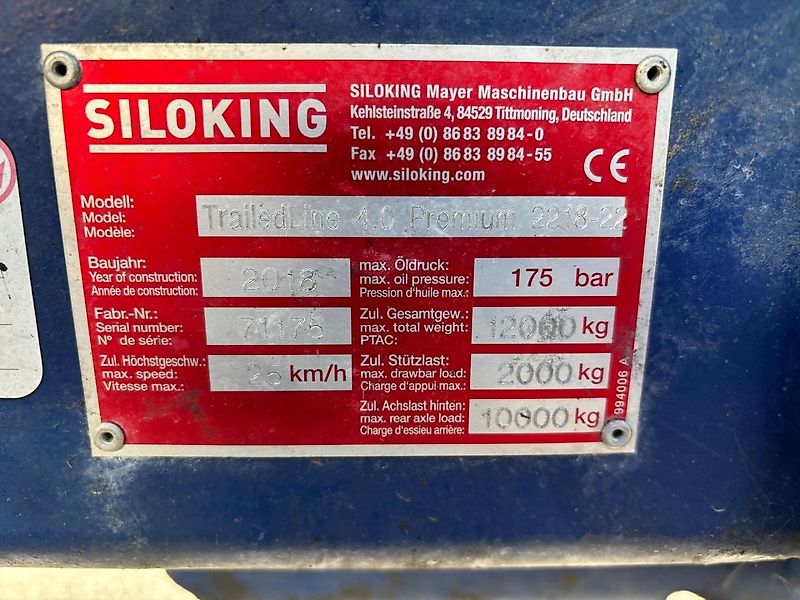 SILOKING
SILOKING Mayer Maschinenbau GmbH
Kehlsteinstraße 4, 84529 Tittmoning, Deutschland
Tel. +49 (0) 86 83 89 84-0
Fax +49 (0) 86 83 89 84-55
www.siloking.com
CE
Modell:
Model:
Modèle:
TrailedLine 4.0 Premium 2218-22
Baujahr:
Year of construction:
Année de construction:
2018
max. Öldruck:
max. oil pressure:
Pression d'huile max.:
175 bar
Fabr.-Nr.:
Serial number:
N° de série:
71175
Zul. Gesamtgew.:
max. total weight:
PTAC:
12000 kg
Zul. Höchstgeschw.:
max. speed:
Vitesse max.:
25 km/h
Zul. Stützlast:
max. drawbar load:
Charge d'appui max.:
2000 kg
Zul. Achslast hinten:
max. rear axle load:
Charge d'essieu arrière:
10000 kg
994006 A